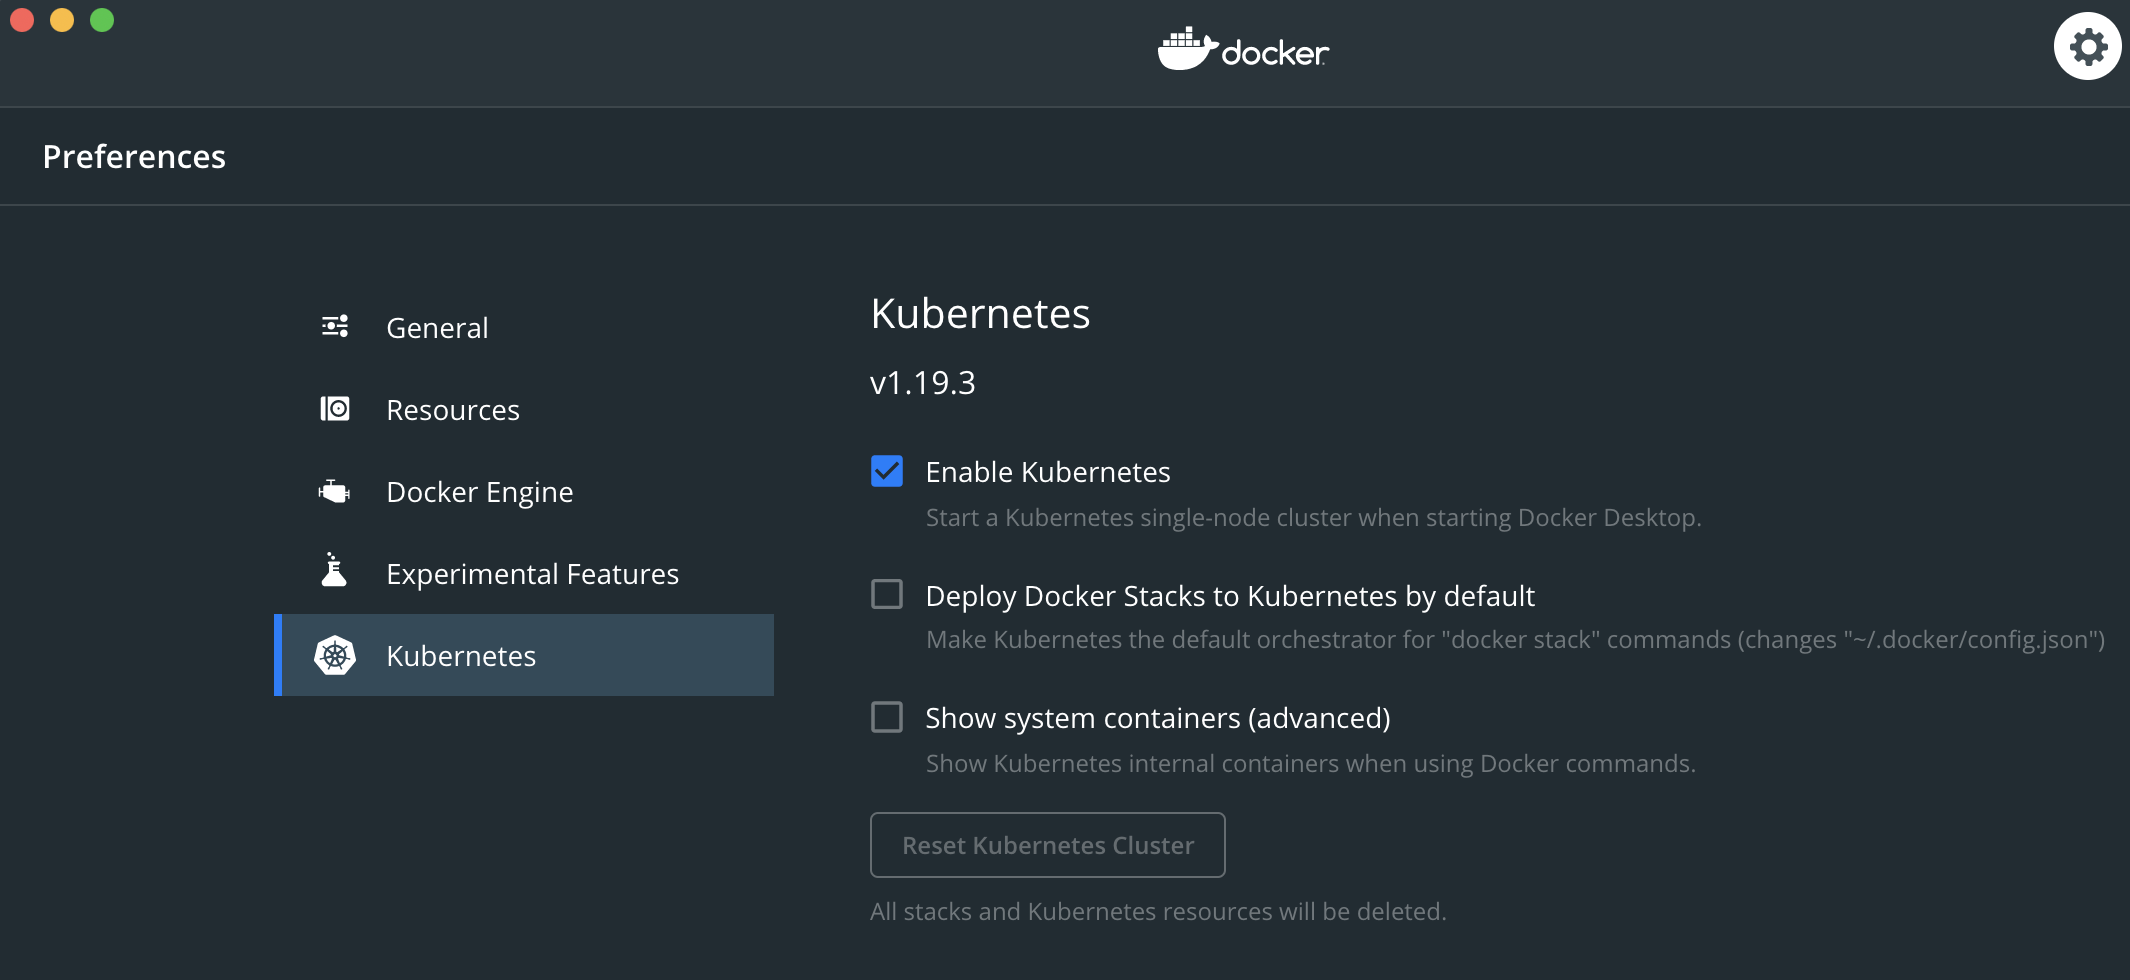 docker
Preferences
General
Resources
Docker Engine
Experimental Features
Kubernetes
Kubernetes
v1.19.3
Enable Kubernetes
Start a Kubernetes single-node cluster when starting Docker Desktop.
Deploy Docker Stacks to Kubernetes by default
Make Kubernetes the default orchestrator for "docker stack" commands (changes "~/.docker/config.json")
Show system containers (advanced)
Show Kubernetes internal containers when using Docker commands.
Reset Kubernetes Cluster
All stacks and Kubernetes resources will be deleted.